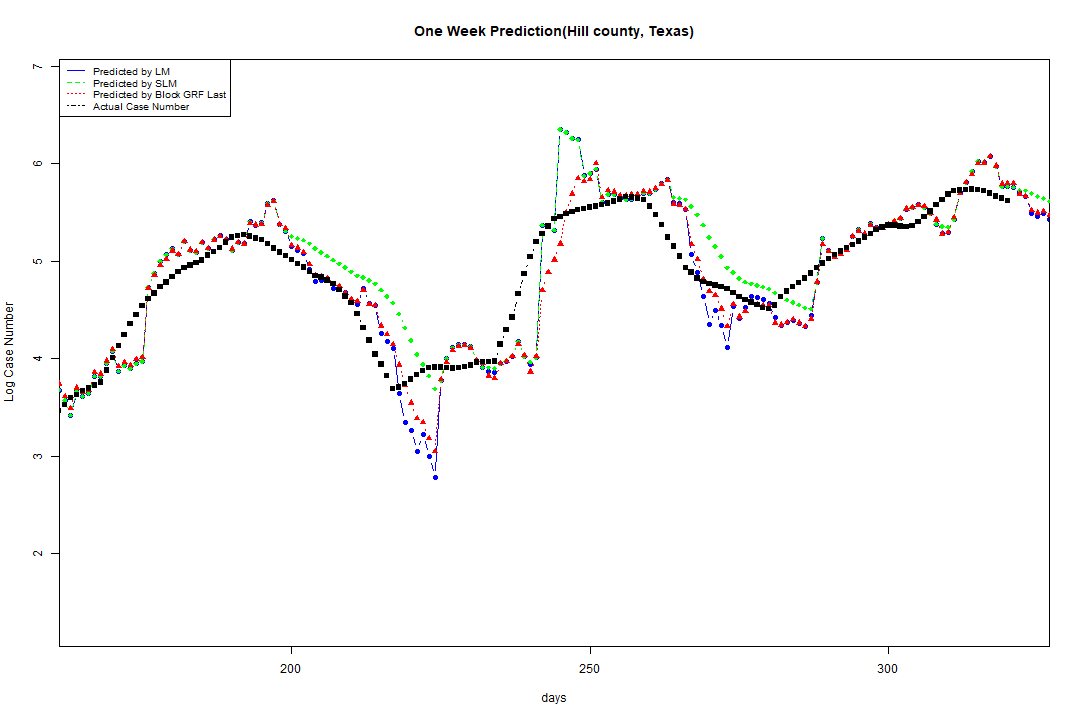 One Week Prediction(Hill county, Texas)
Predicted by LM
Predicted by SLM
Predicted by Block GRF Last
Actual Case Number
7
6
5
4
3
2
Log Case Number
200 250 300
days